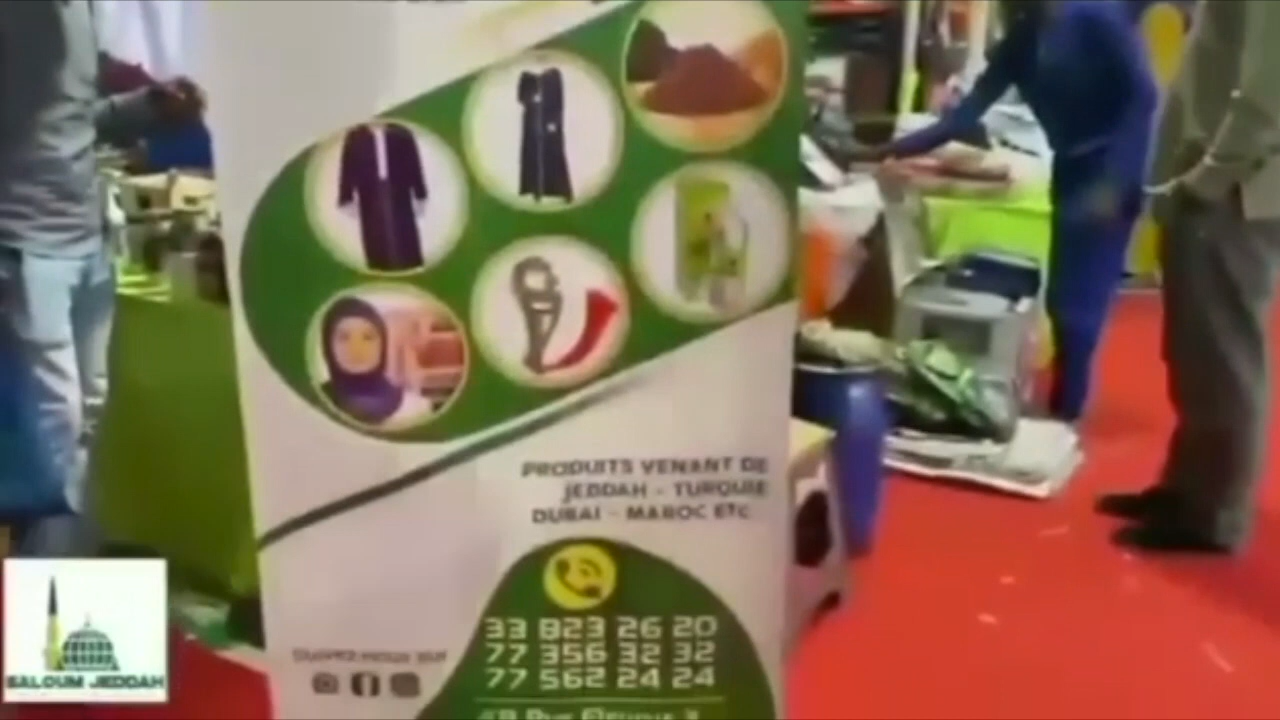 PRODUITS VENANT DE
JEDDAH - TURQUIE
DUBAI - MAROC ETC
33 823 26 20
77 356 32 32
77 562 24 24
SALOUM JEDDAH